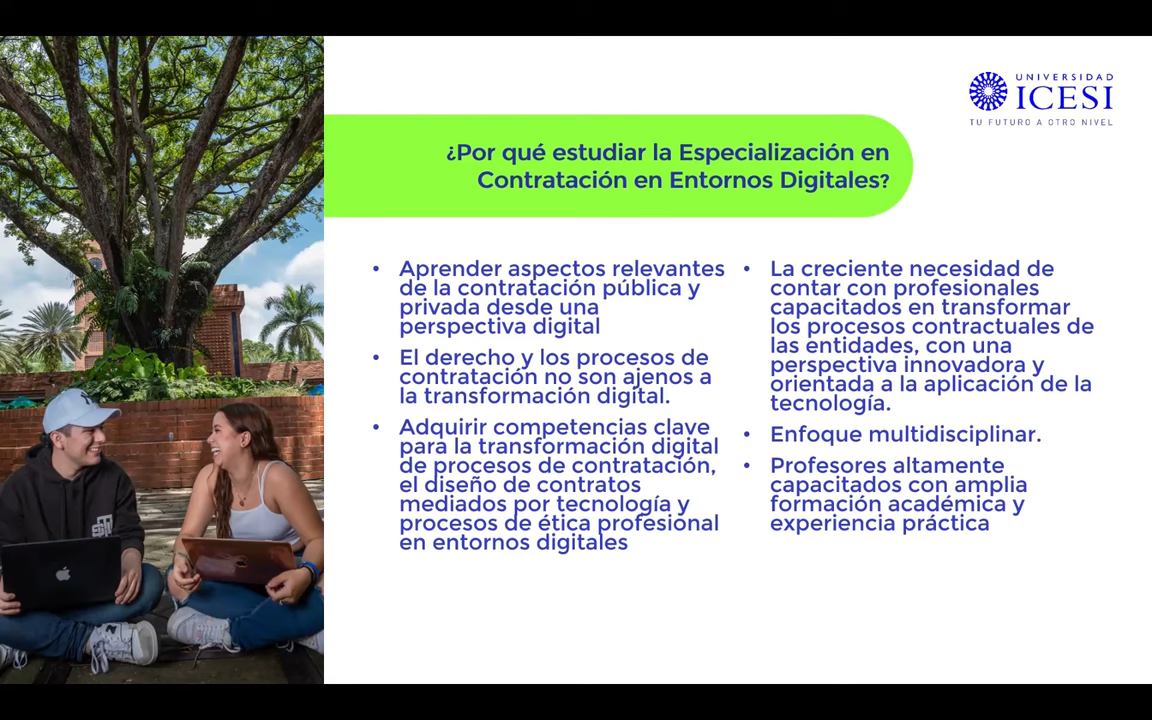 UNIVERSIDAD
ICESI
TU FUTURO A OTRO NIVEL
¿Por qué estudiar la Especialización en
Contratación en Entornos Digitales?
• Aprender aspectos relevantes
de la contratación pública y
privada desde una
perspectiva digital
• El derecho y los procesos de
contratación no son ajenos a
la transformación digital.
• Adquirir competencias clave
para la transformación digital
de procesos de contratación,
el diseño de contratos
mediados por tecnología y
procesos de ética profesional
en entornos digitales
• La creciente necesidad de
contar con profesionales
capacitados en transformar
los procesos contractuales de
las entidades, con una
perspectiva innovadora y
orientada a la aplicación de la
tecnología.
• Enfoque multidisciplinar.
• Profesores altamente
capacitados con amplia
formación académica y
experiencia práctica